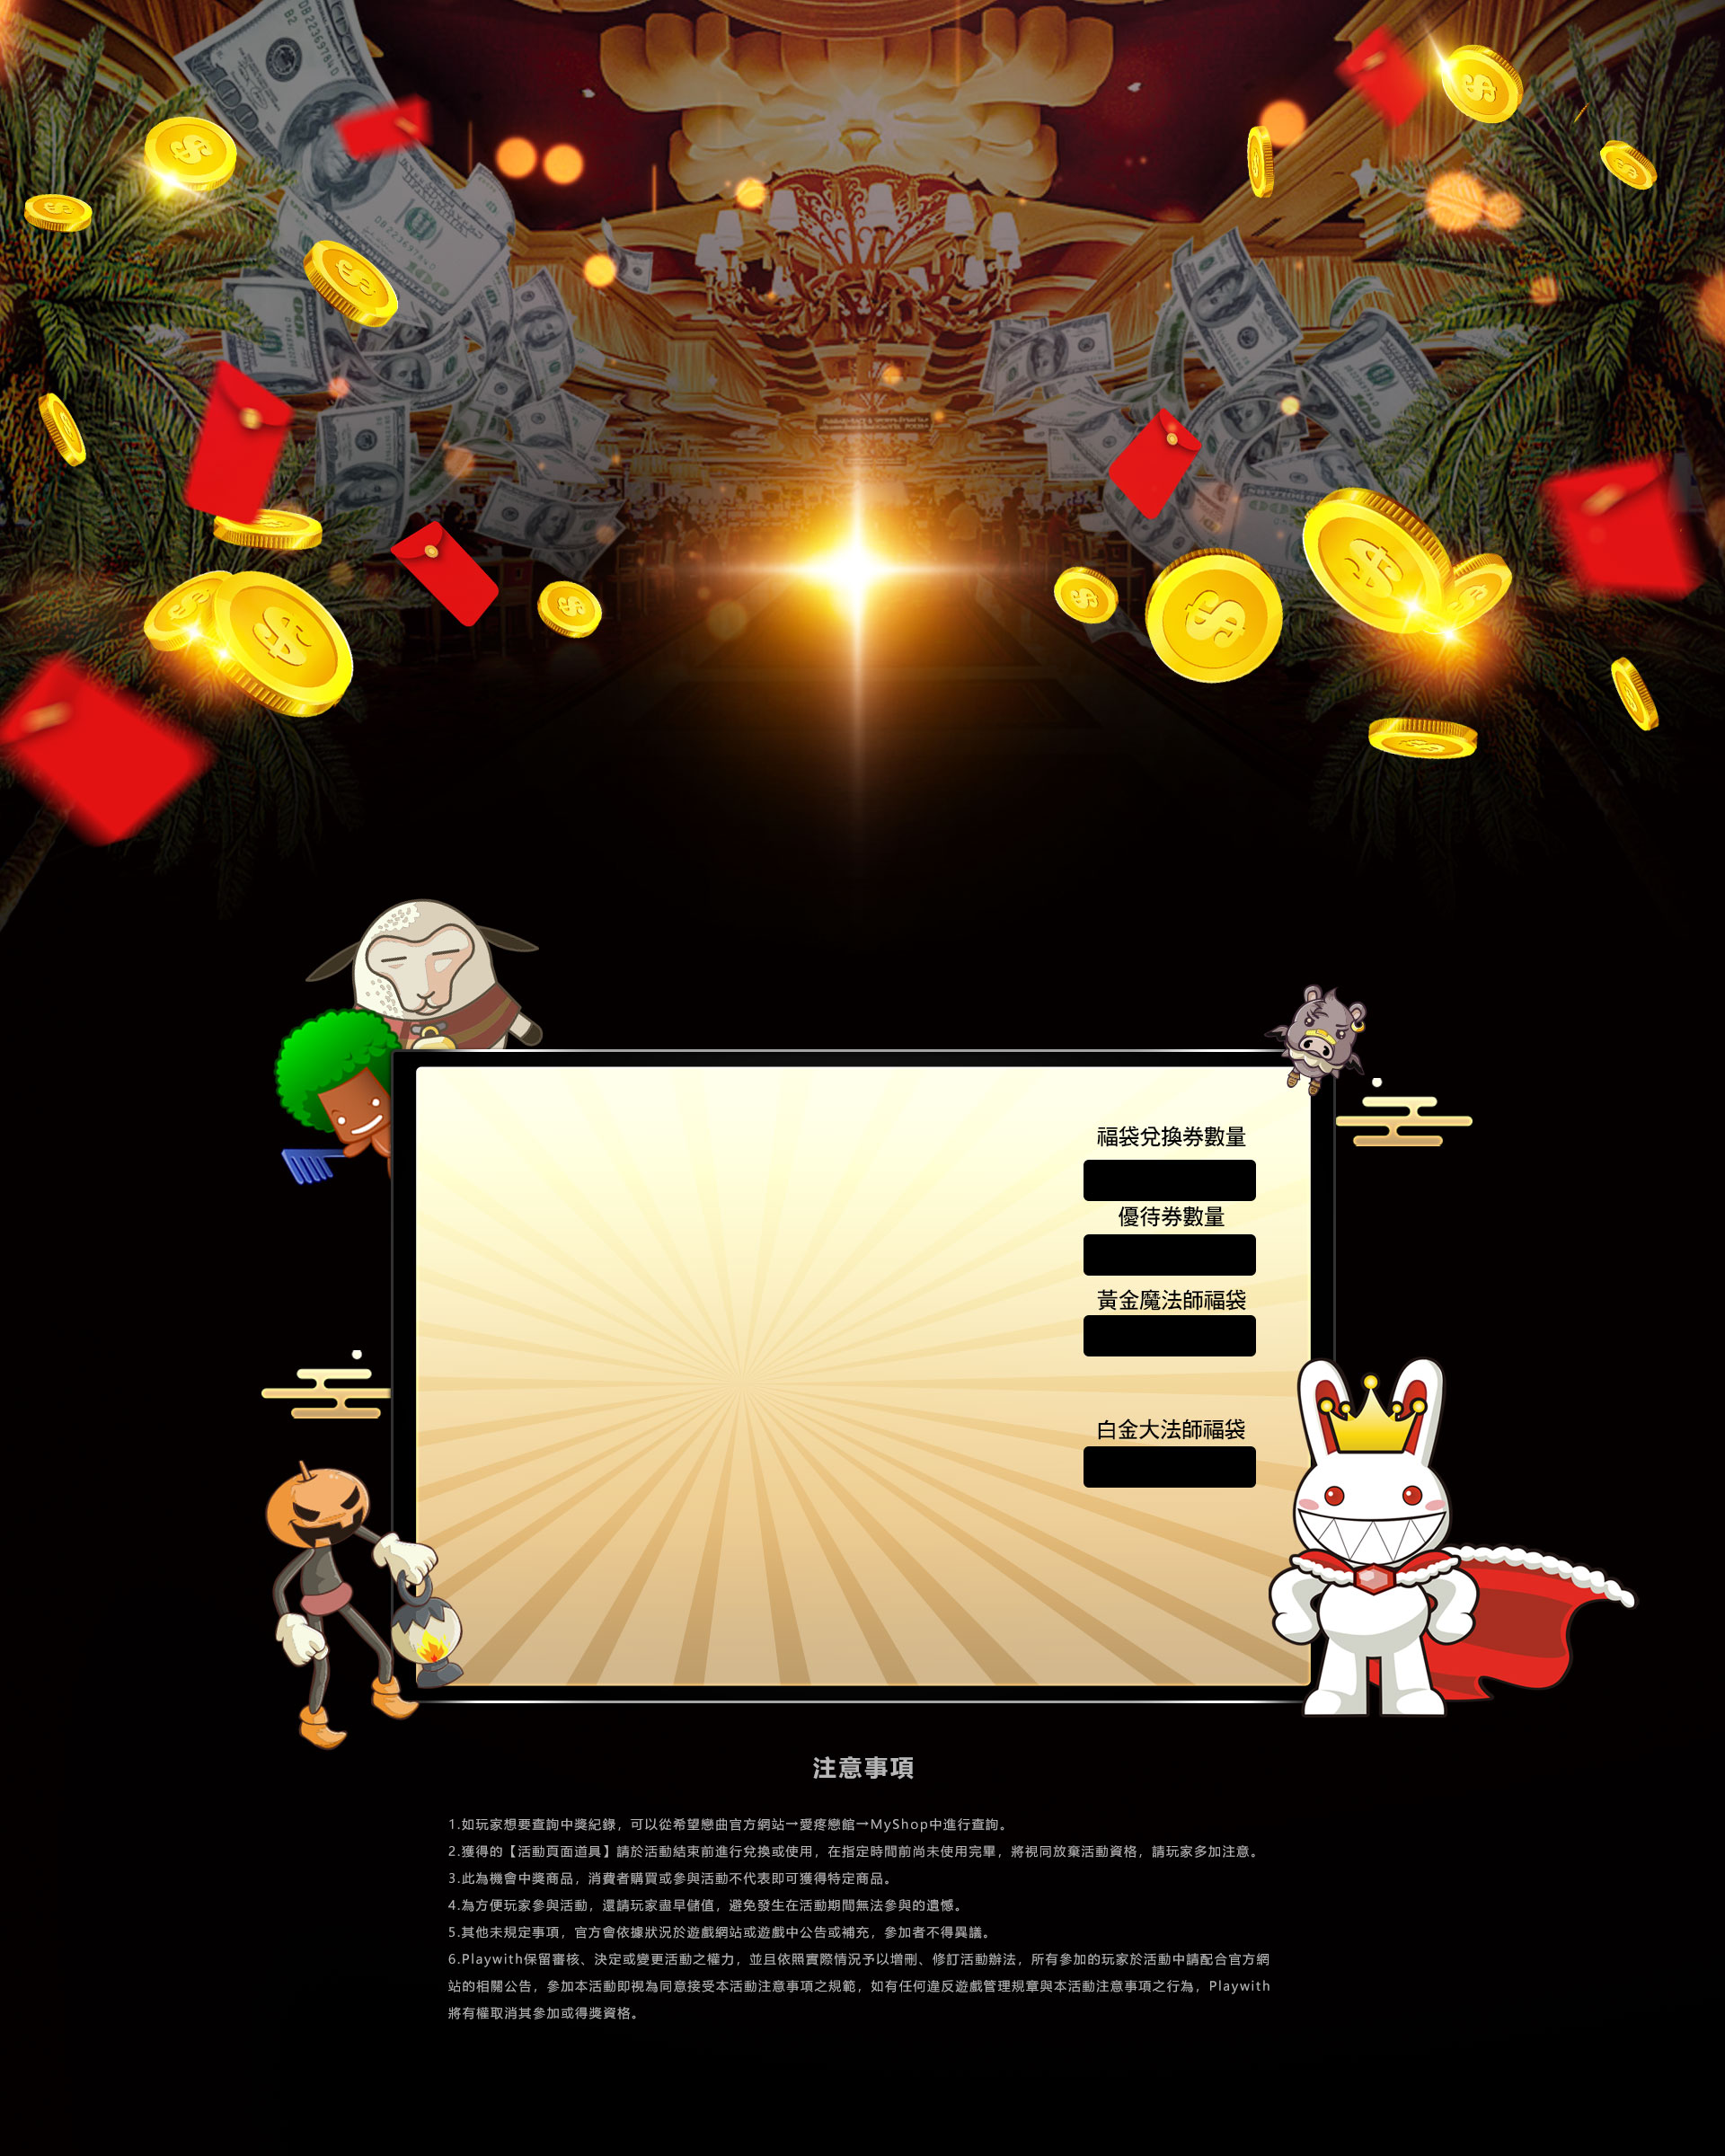 福袋兌換券數量
優待券數量
黃金魔法師福袋
白金大法師福袋
注意事項
1.如玩家想要查詢中獎紀錄，可以從希望戀曲官方網站→愛疼戀館→MyShop中進行查詢。
2.獲得的【活動頁面道具】請於活動結束前進行兌換或使用，在指定時間前尚未使用完畢，將視同放棄活動資格，請玩家多加注意。
3.此為機會中獎商品，消費者購買或參與活動不代表即可獲得特定商品。
4.為方便玩家參與活動，還請玩家盡早儲值，避免發生在活動期間無法參與的遺憾。
5.其他未規定事項，官方會依據狀況於遊戲網站或遊戲中公告或補充，參加者不得異議。
6.Playwith保留審核、決定或變更活動之權力，並且依照實際情況予以增刪、修訂活動辦法，所有參加的玩家於活動中請配合官方網
站的相關公告，參加本活動即視為同意接受本活動注意事項之規範，如有任何違反遊戲管理規章與本活動注意事項之行為，Playwith
將有權取消其參加或得獎資格。